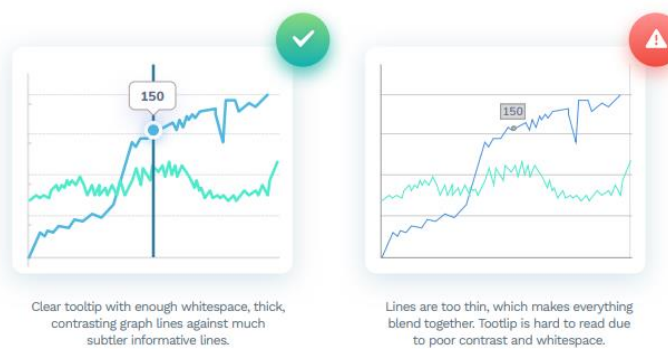 150
150
Clear tooltip with enough whitespace, thick,
contrasting graph lines against much
subtler informative lines.
Lines are too thin, which makes everything
blend together. Tootlip is hard to read due
to poor contrast and whitespace.